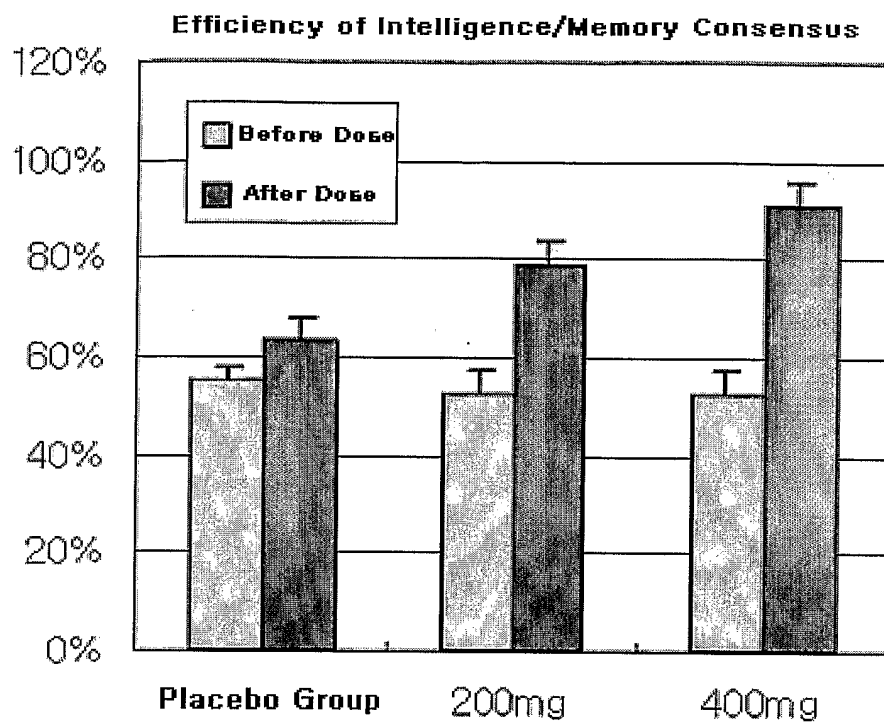 Efficiency of Intelligence/Memory Consensus
120%
100%
80%
60%
40%
20%
0%
Before Dose
After Dose
Placebo Group 200mg 400mg